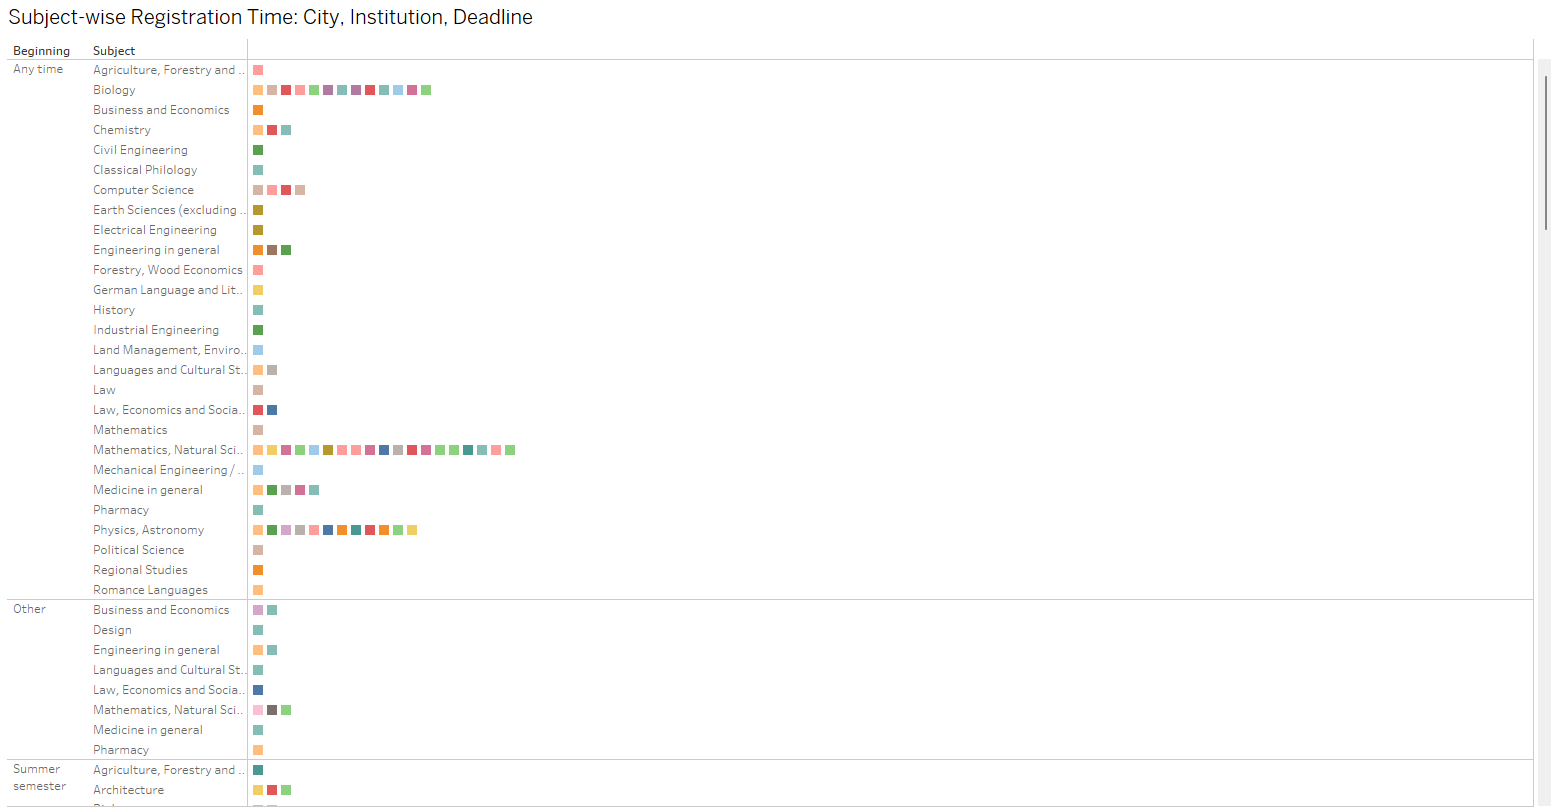 Subject-wise Registration Time: City, Institution, Deadline
Beginning Subject
Any time Agriculture, Forestry and ..
Biology
Business and Economics
Chemistry
Civil Engineering
Classical Philology
Computer Science
Earth Sciences (excluding ..
Electrical Engineering
Engineering in general
Forestry, Wood Economics
German Language and Lit..
History
Industrial Engineering
Land Management, Enviro..
Languages and Cultural St..
Law
Law, Economics and Socia..
Mathematics
Mathematics, Natural Sci..
Mechanical Engineering / ..
Medicine in general
Pharmacy
Physics, Astronomy
Political Science
Regional Studies
Romance Languages
Other Business and Economics
Design
Engineering in general
Languages and Cultural St..
Law, Economics and Socia..
Mathematics, Natural Sci..
Medicine in general
Pharmacy
Summer Agriculture, Forestry and ..
semester Architecture